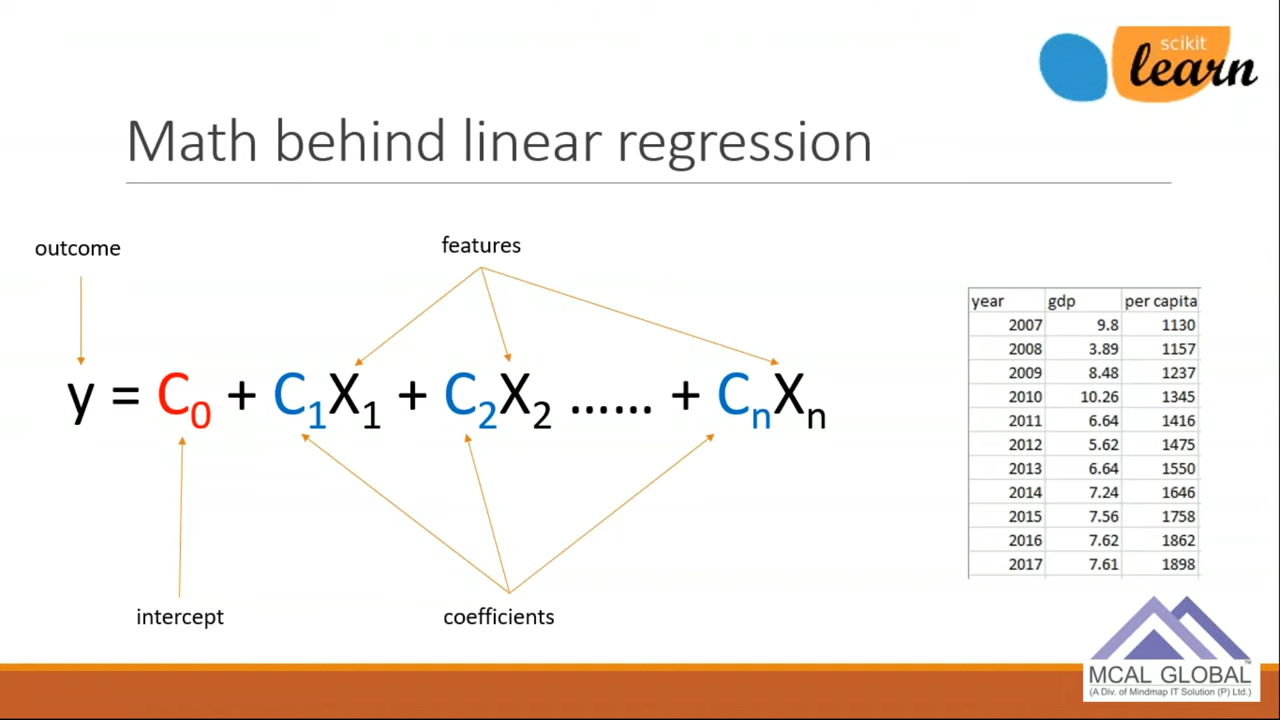 scikit
learn
Math behind linear regression
outcome
features
y = C₀ + C₁X₁ + C₂X₂ ...... + CₙXₙ
intercept
coefficients
year gdp per capita
2007 9.8 1130
2008 3.89 1157
2009 8.48 1237
2010 10.26 1345
2011 6.64 1416
2012 5.62 1475
2013 6.64 1550
2014 7.24 1646
2015 7.56 1758
2016 7.62 1862
2017 7.61 1898
MCAL GLOBAL™
(A Div. of Mindmap IT Solution (P) Ltd.)